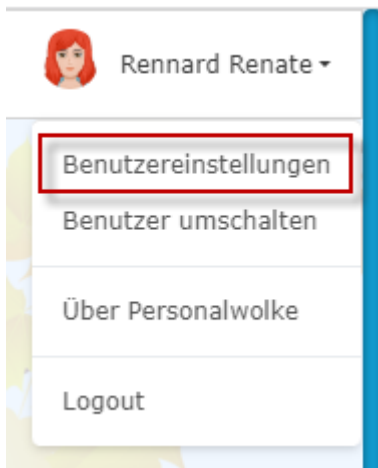 Rennard Renate
Benutzereinstellungen
Benutzer umschalten
Über Personalwolke
Logout